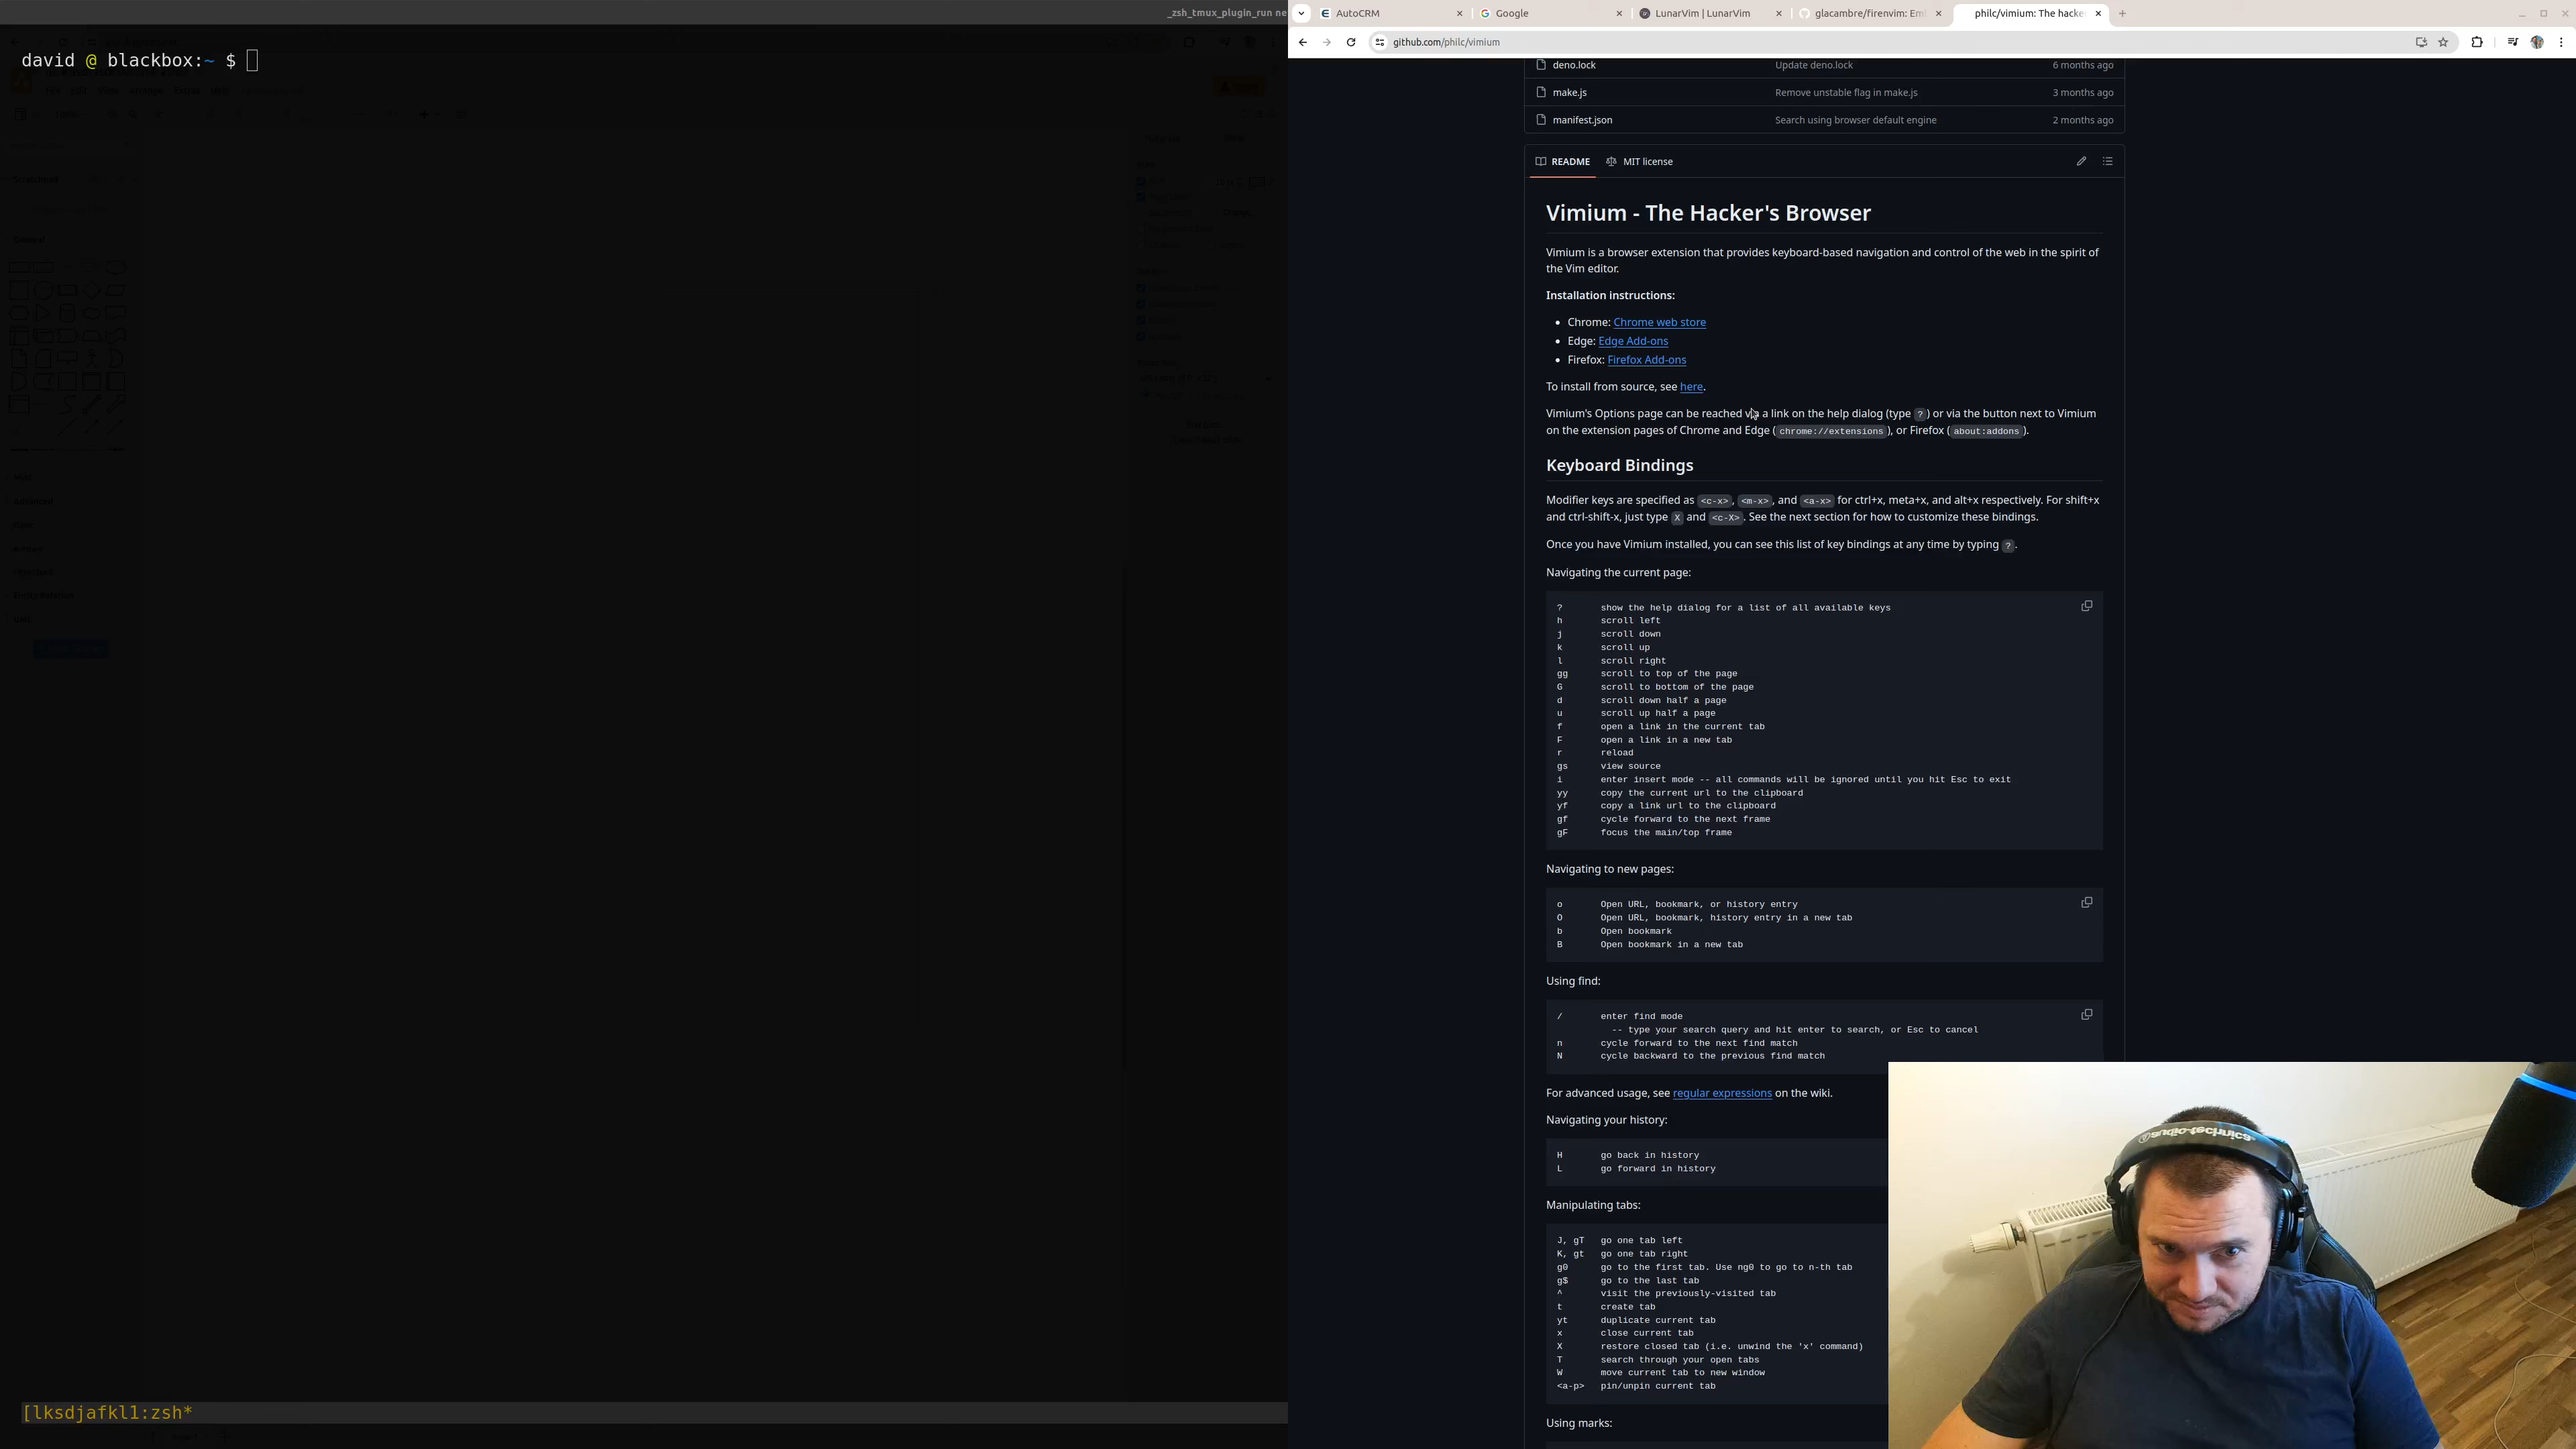 _zsh_tmux_plugin_run ne
david @ blackbox:~ $
[lksdjafkl1:zsh*
AutoCRM
Google
LunarVim | LunarVim
glacambre/firenvim: Em
philc/vimium: The hacke
github.com/philc/vimium
deno.lock Update deno.lock 6 months ago
make.js Remove unstable flag in make.js 3 months ago
manifest.json Search using browser default engine 2 months ago
README MIT license
Vimium - The Hacker's Browser
Vimium is a browser extension that provides keyboard-based navigation and control of the web in the spirit of
the Vim editor.
Installation instructions:
• Chrome: Chrome web store
• Edge: Edge Add-ons
• Firefox: Firefox Add-ons
To install from source, see here.
Vimium's Options page can be reached via a link on the help dialog (type ?) or via the button next to Vimium
on the extension pages of Chrome and Edge (chrome://extensions), or Firefox (about:addons).
Keyboard Bindings
Modifier keys are specified as <c-x>, <m-x>, and <a-x> for ctrl+x, meta+x, and alt+x respectively. For shift+x
and ctrl-shift-x, just type X and <c-X>. See the next section for how to customize these bindings.
Once you have Vimium installed, you can see this list of key bindings at any time by typing ?.
Navigating the current page:
? show the help dialog for a list of all available keys
h scroll left
j scroll down
k scroll up
l scroll right
gg scroll to top of the page
G scroll to bottom of the page
d scroll down half a page
u scroll up half a page
f open a link in the current tab
F open a link in a new tab
r reload
gs view source
i enter insert mode -- all commands will be ignored until you hit Esc to exit
yy copy the current url to the clipboard
yf copy a link url to the clipboard
gf cycle forward to the next frame
gF focus the main/top frame
Navigating to new pages:
o Open URL, bookmark, or history entry
O Open URL, bookmark, history entry in a new tab
b Open bookmark
B Open bookmark in a new tab
Using find:
/ enter find mode
-- type your search query and hit enter to search, or Esc to cancel
n cycle forward to the next find match
N cycle backward to the previous find match
For advanced usage, see regular expressions on the wiki.
Navigating your history:
H go back in history
L go forward in history
Manipulating tabs:
J, gT go one tab left
K, gt go one tab right
g0 go to the first tab. Use ng0 to go to n-th tab
g$ go to the last tab
^ visit the previously-visited tab
t create tab
yt duplicate current tab
x close current tab
X restore closed tab (i.e. unwind the 'x' command)
T search through your open tabs
W move current tab to new window
<a-p> pin/unpin current tab
Using marks:
audio-technica